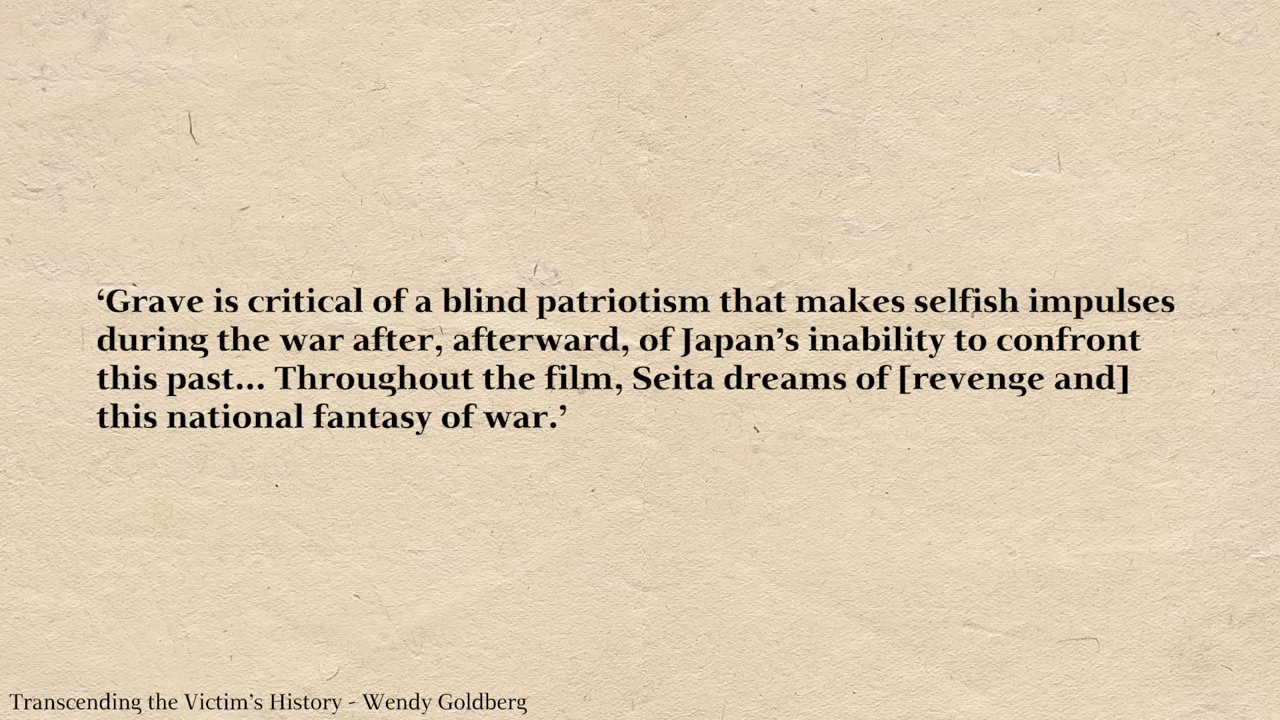 ‘Grave is critical of a blind patriotism that makes selfish impulses
during the war after, afterward, of Japan’s inability to confront
this past... Throughout the film, Seita dreams of [revenge and]
this national fantasy of war.’
Transcending the Victim’s History - Wendy Goldberg